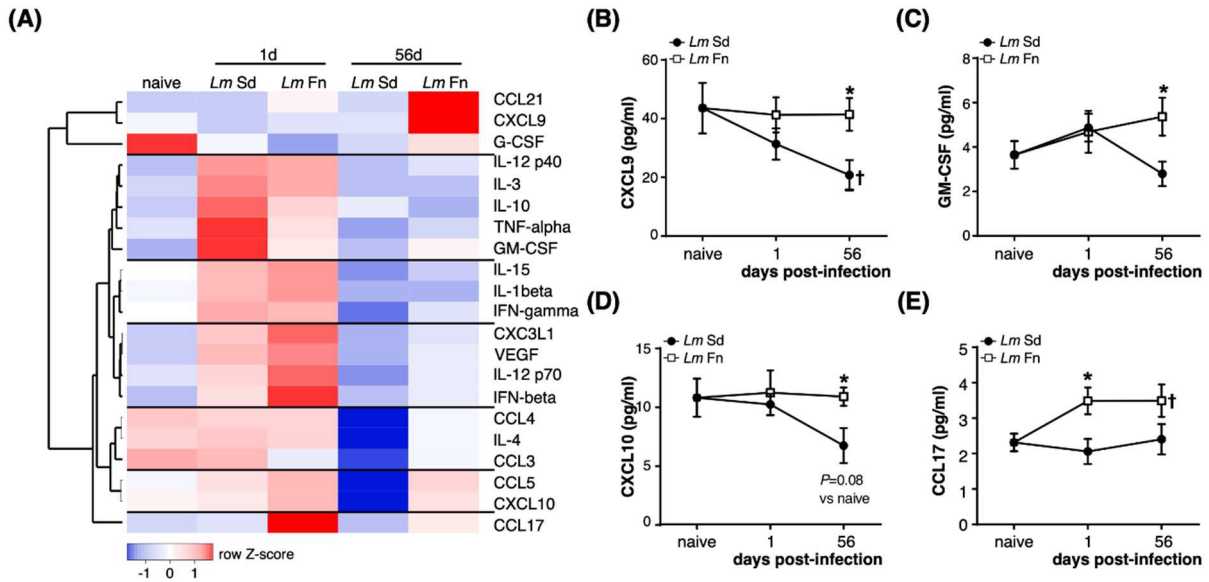 (A)
1d 56d
naive Lm Sd Lm Fn Lm Sd Lm Fn
CCL21
CXCL9
G-CSF
IL-12 p40
IL-3
IL-10
TNF-alpha
GM-CSF
IL-15
IL-1beta
IFN-gamma
CXC3L1
VEGF
IL-12 p70
IFN-beta
CCL4
IL-4
CCL3
CCL5
CXCL10
CCL17
row Z-score
-1 0 1
(B)
Lm Sd
Lm Fn
CXCL9 (pg/ml)
60
40
20
0
*
†
naive 1 56
days post-infection
(C)
Lm Sd
Lm Fn
GM-CSF (pg/ml)
8
6
4
2
0
*
naive 1 56
days post-infection
(D)
Lm Sd
Lm Fn
CXCL10 (pg/ml)
15
10
5
0
*
P=0.08
vs naive
naive 1 56
days post-infection
(E)
Lm Sd
Lm Fn
CCL17 (pg/ml)
5
4
3
2
1
0
*
†
naive 1 56
days post-infection